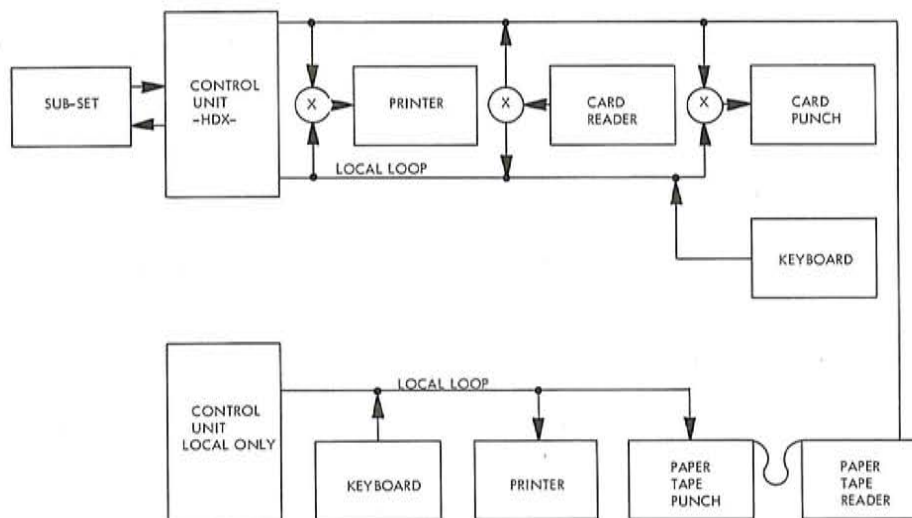 SUB-SET
CONTROL
UNIT
-HDX-
X
PRINTER
X
CARD
READER
X
CARD
PUNCH
LOCAL LOOP
KEYBOARD
CONTROL
UNIT
LOCAL ONLY
LOCAL LOOP
KEYBOARD
PRINTER
PAPER
TAPE
PUNCH
PAPER
TAPE
READER